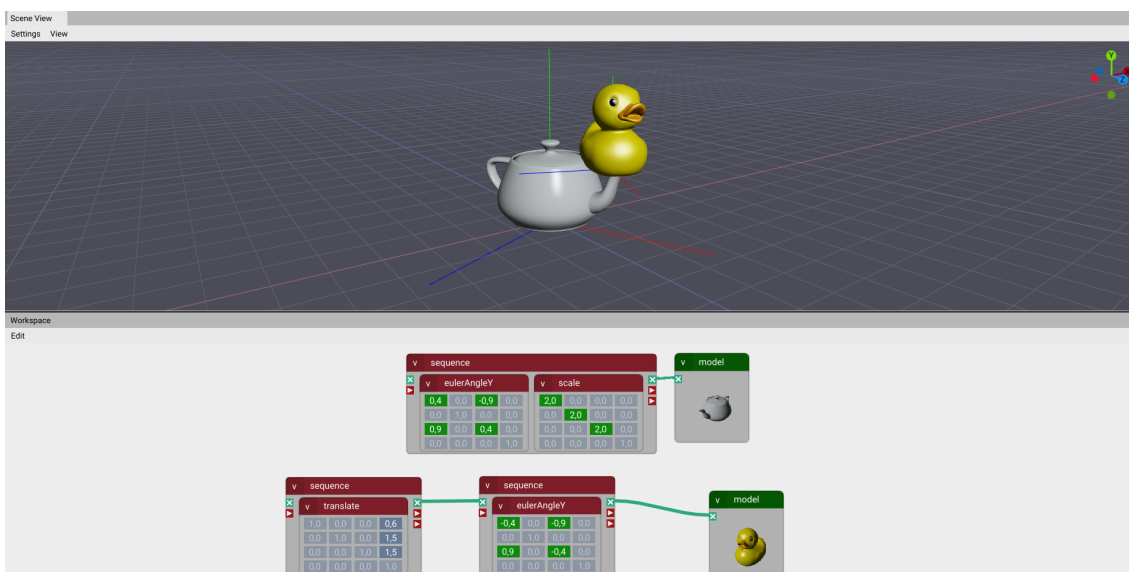 Scene View
Settings View
Y
Z
Workspace
Edit
v sequence
v model
v eulerAngleY
v scale
0,4 0,0 -0,9 0,0
2,0 0,0 0,0 0,0
0,0 1,0 0,0 0,0
0,0 2,0 0,0 0,0
0,9 0,0 0,4 0,0
0,0 0,0 2,0 0,0
0,0 0,0 0,0 1,0
0,0 0,0 0,0 1,0
v sequence
v sequence
v model
v translate
v eulerAngleY
1,0 0,0 0,0 0,6
-0,4 0,0 -0,9 0,0
0,0 1,0 0,0 1,5
0,0 1,0 0,0 0,0
0,0 0,0 1,0 1,5
0,9 0,0 -0,4 0,0
0,0 0,0 0,0 1,0
0,0 0,0 0,0 1,0